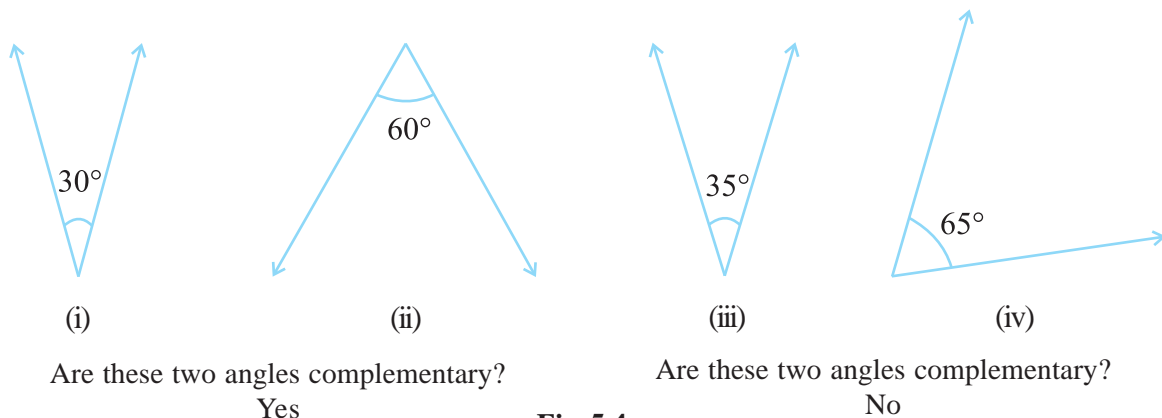 30°
60°
35°
65°
(i)
(ii)
(iii)
(iv)
Are these two angles complementary?
Yes
Are these two angles complementary?
No